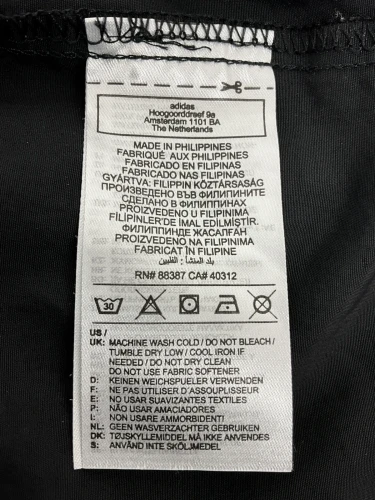 adidas
Hoogoorddreef 9a
Amsterdam 1101 BA
The Netherlands
MADE IN PHILIPPINES
FABRIQUÉ AUX PHILIPPINES
FABRICADO EN FILIPINAS
FABRICADO NAS FILIPINAS
GYÁRTVA: FILIPPIN KÖZTÁRSASÁG
ПРОИЗВЕДЕНО ВЪВ ФИЛИПИНИТЕ
СДЕЛАНО В ФИЛИППИНАХ
PROIZVEDENO U FILIPINIMA
FİLİPİNLER'DE IMAL EDİLMİŞTİR.
ФИЛИППИНДЕ ЖАСАЛҒАН
PROIZVEDENO NA FILIPINIMA
FABRICAT ÎN FILIPINE
بلد المنشأ: الفلبين
RN# 88387 CA# 40312
30
US /
UK: MACHINE WASH COLD / DO NOT BLEACH /
TUMBLE DRY LOW / COOL IRON IF
NEEDED / DO NOT DRY CLEAN /
DO NOT USE FABRIC SOFTENER
D: KEINEN WEICHSPUELER VERWENDEN
F: NE PAS UTILISER D'ASSOUPLISSANT
E: NO USAR SUAVIZANTES TEXTILES
P: NÃO USAR AMACIADORES
I: NON USARE AMMORBIDENTI
NL: GEEN WASVERZACHTER GEBRUIKEN
DK: TØJSKYLLEMIDDEL MÅ IKKE ANVENDES
S: ANVÄND INTE SKÖLJMEDEL